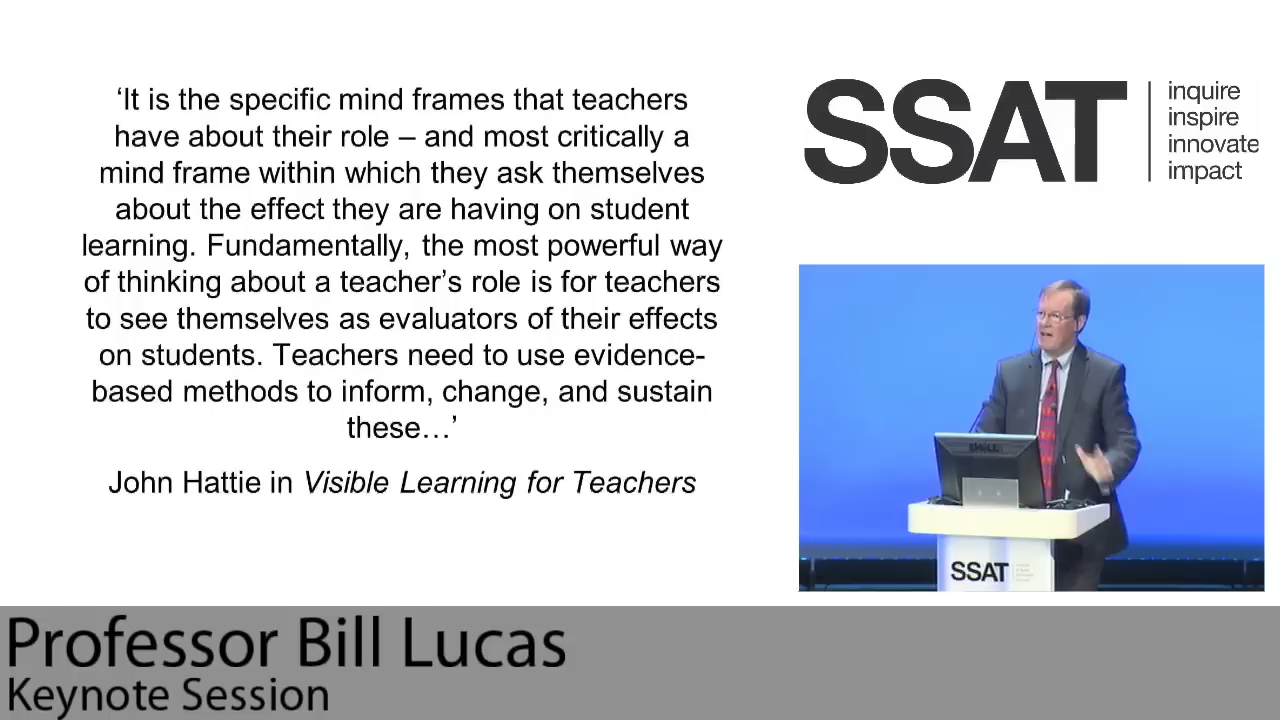 ‘It is the specific mind frames that teachers
have about their role – and most critically a
mind frame within which they ask themselves
about the effect they are having on student
learning. Fundamentally, the most powerful way
of thinking about a teacher’s role is for teachers
to see themselves as evaluators of their effects
on students. Teachers need to use evidence-
based methods to inform, change, and sustain
these…’
John Hattie in Visible Learning for Teachers
SSAT
inquire
inspire
innovate
impact
DELL
SSAT
Professor Bill Lucas
Keynote Session